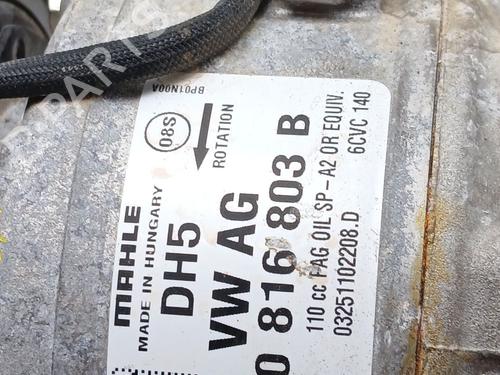 BP01N00A
08S
ROTATION
MAHLE
MADE IN HUNGARY
DH5
VW AG
0 816 803 B
110 cc PAG OIL SP-A2 OR EQUIV.
6CVC 140
03251102208.D